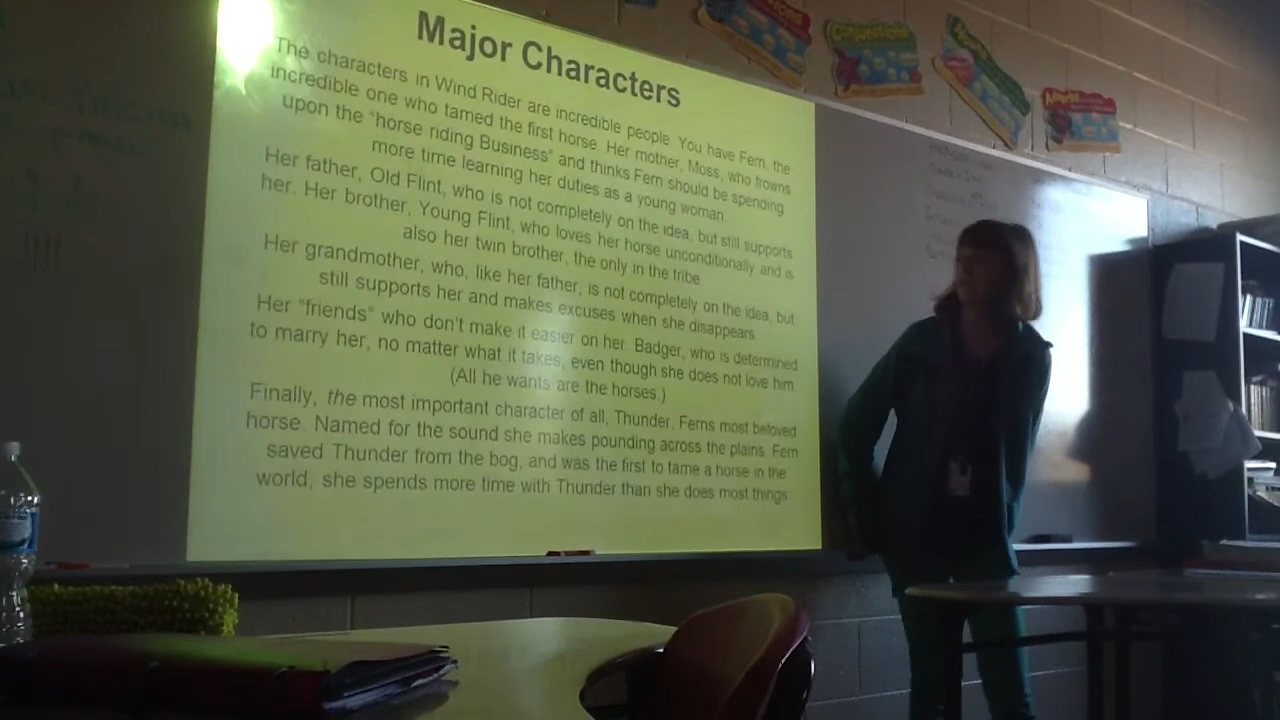 Major Characters
The characters in Wind Rider are incredible people. You have Fern, the
incredible one who tamed the first horse. Her mother, Moss, who frowns
upon the "horse riding Business" and thinks Fern should be spending
more time learning her duties as a young woman.
Her father, Old Flint, who is not completely on the idea, but still supports
her. Her brother, Young Flint, who loves her horse unconditionally and is
also her twin brother, the only in the tribe.
Her grandmother, who, like her father, is not completely on the idea, but
still supports her and makes excuses when she disappears.
Her "friends" who don't make it easier on her. Badger, who is determined
to marry her, no matter what it takes, even though she does not love him.
(All he wants are the horses.)
Finally, the most important character of all, Thunder, Ferns most beloved
horse. Named for the sound she makes pounding across the plains. Fern
saved Thunder from the bog, and was the first to tame a horse in the
world, she spends more time with Thunder than she does most things
Conjunctions